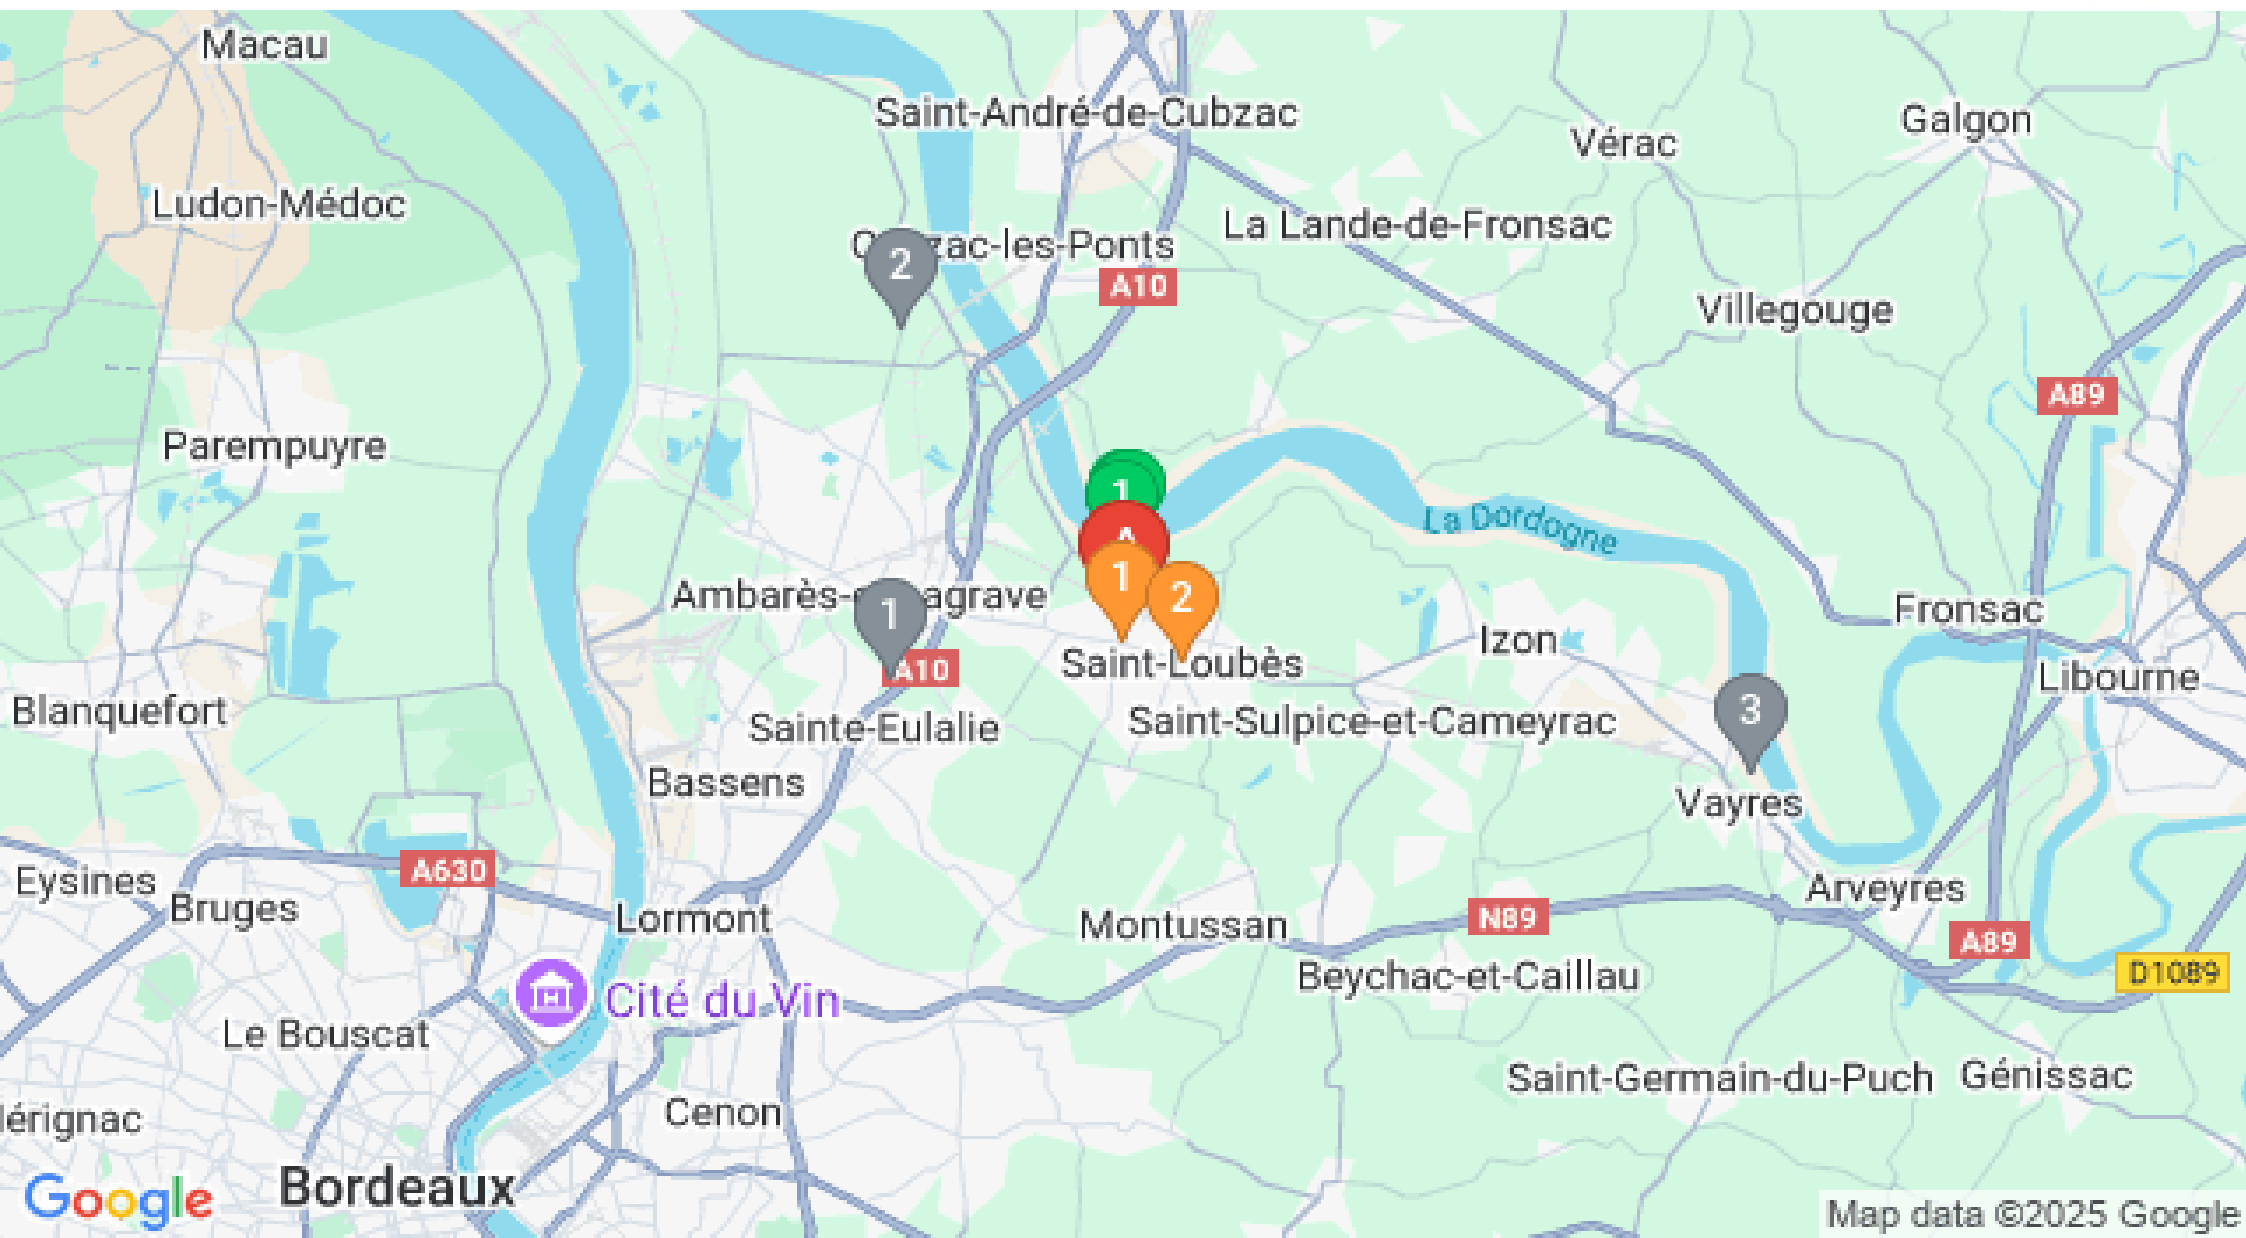 Macau
Saint-André-de-Cubzac
Galgon
Vérac
Ludon-Médoc
La Lande-de-Fronsac
zac-les-Ponts
2
A10
Villegouge
A89
Parempuyre
1
La Dordogne
A
1
2
Ambarès-
agrave
1
Fronsac
Izon
Saint-Loubès
A10
Libourne
Blanquefort
3
Saint-Sulpice-et-Cameyrac
Sainte-Eulalie
Bassens
Vayres
A630
Eysines
Arveyres
Bruges
Lormont
N89
Montussan
A89
Beychac-et-Caillau
D1089
Cité du Vin
Le Bouscat
Saint-Germain-du-Puch
Génissac
Cenon
érignac
Bordeaux
Google
Map data ©2025 Google